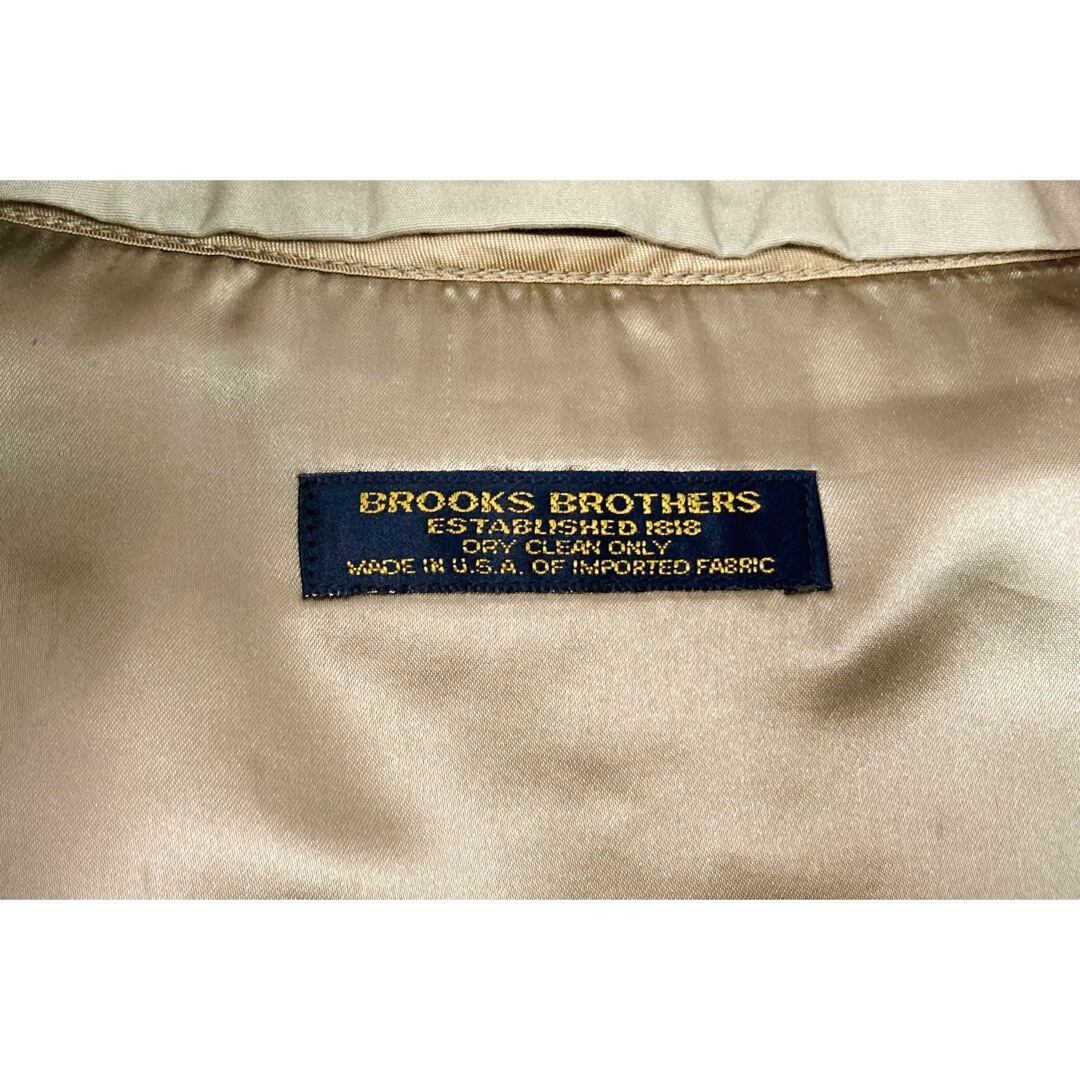 BROOKS BROTHERS
ESTABLISHED 1818
DRY CLEAN ONLY
MADE IN U.S.A. OF IMPORTED FABRIC